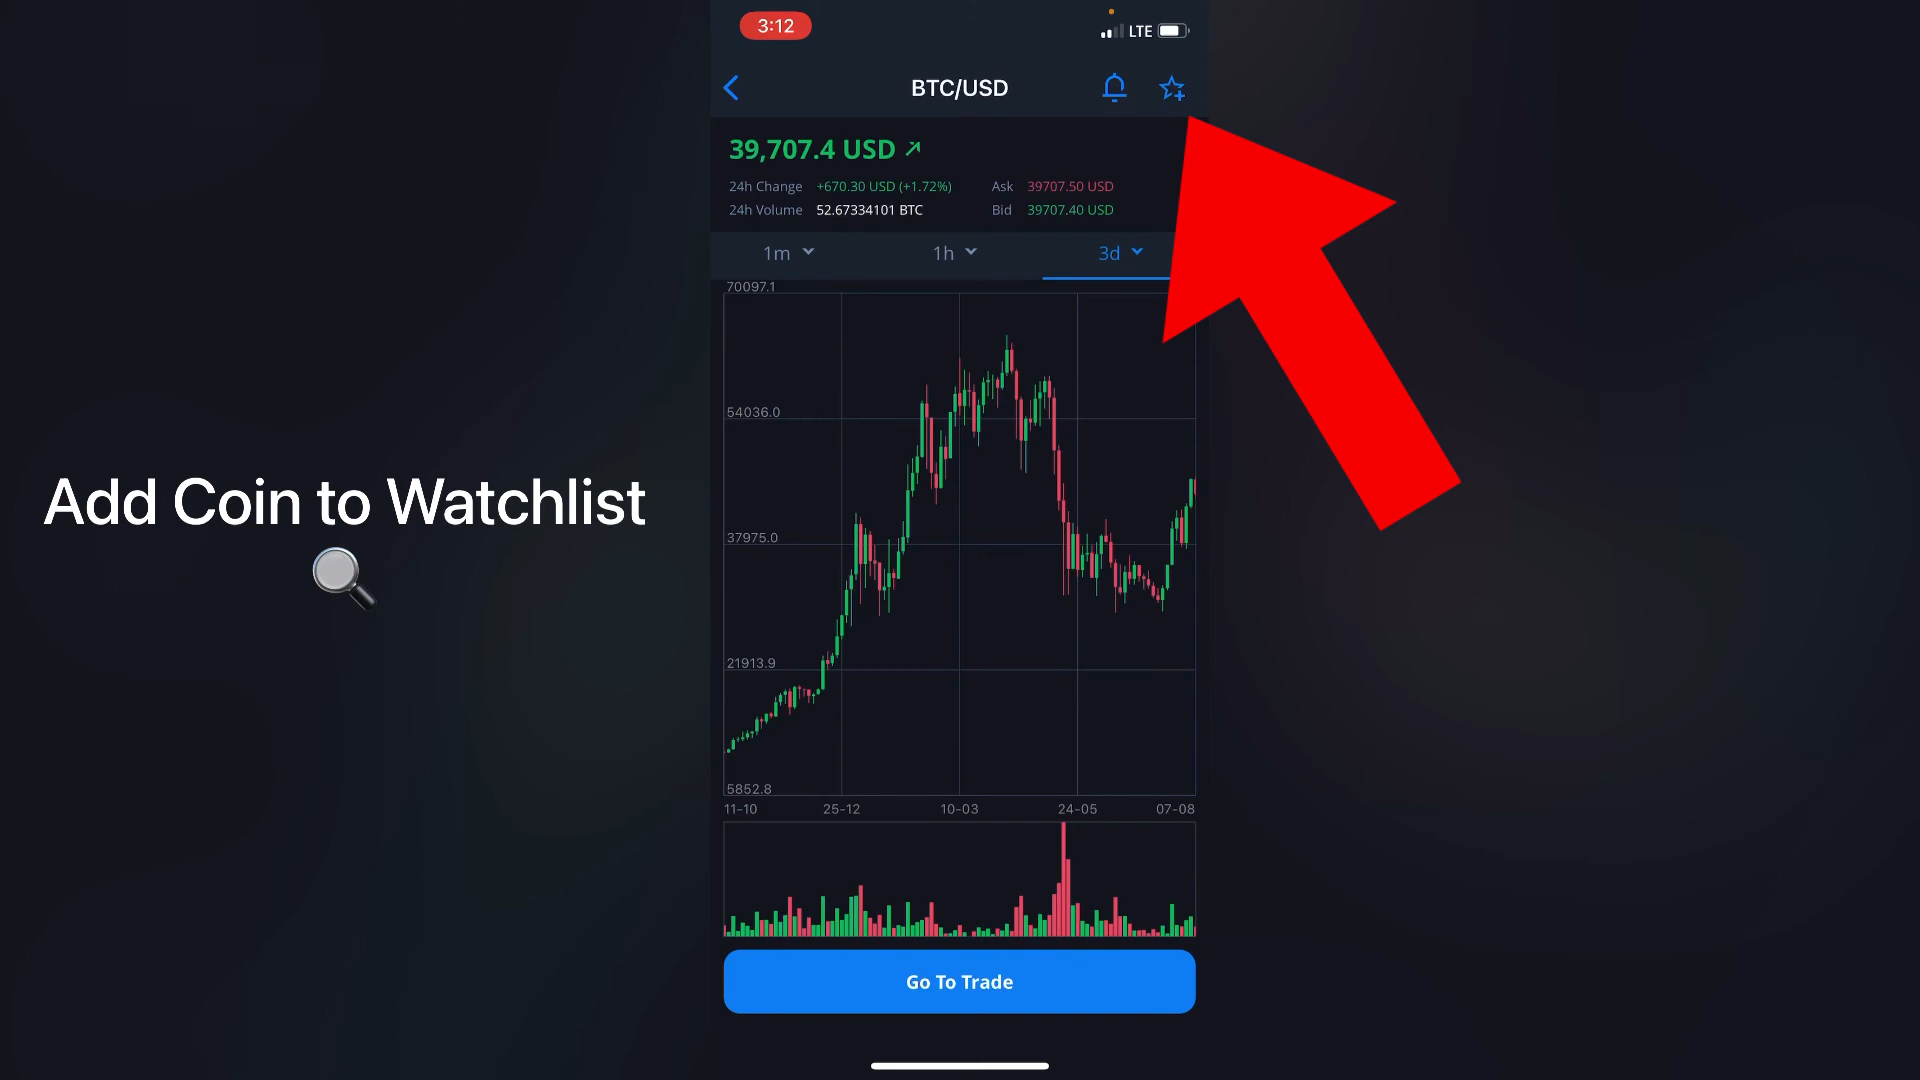 3:12
LTE
BTC/USD
39,707.4 USD
24h Change +670.30 USD (+1.72%) Ask 39707.50 USD
24h Volume 52.67334101 BTC Bid 39707.40 USD
1m 1h 3d
70097.1
54036.0
37975.0
21913.9
5852.8
11-10 25-12 10-03 24-05 07-08
Go To Trade
Add Coin to Watchlist